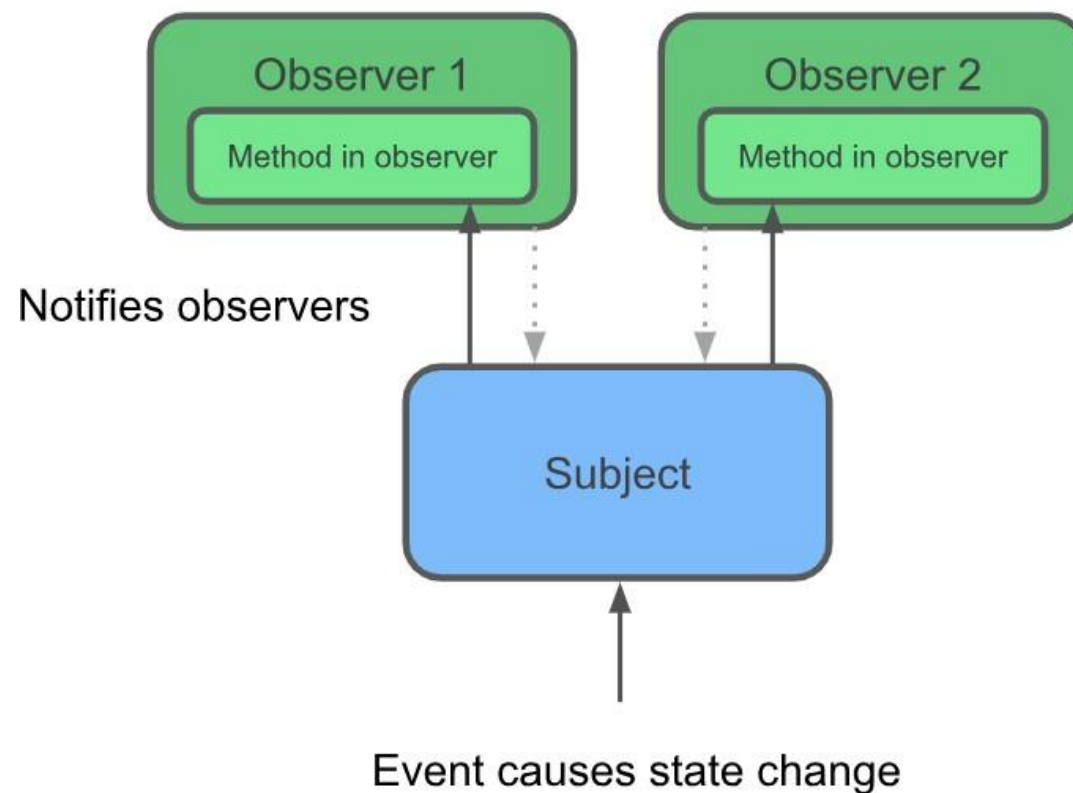 Observer 1
Observer 2
Method in observer
Method in observer
Notifies observers
Subject
Event causes state change